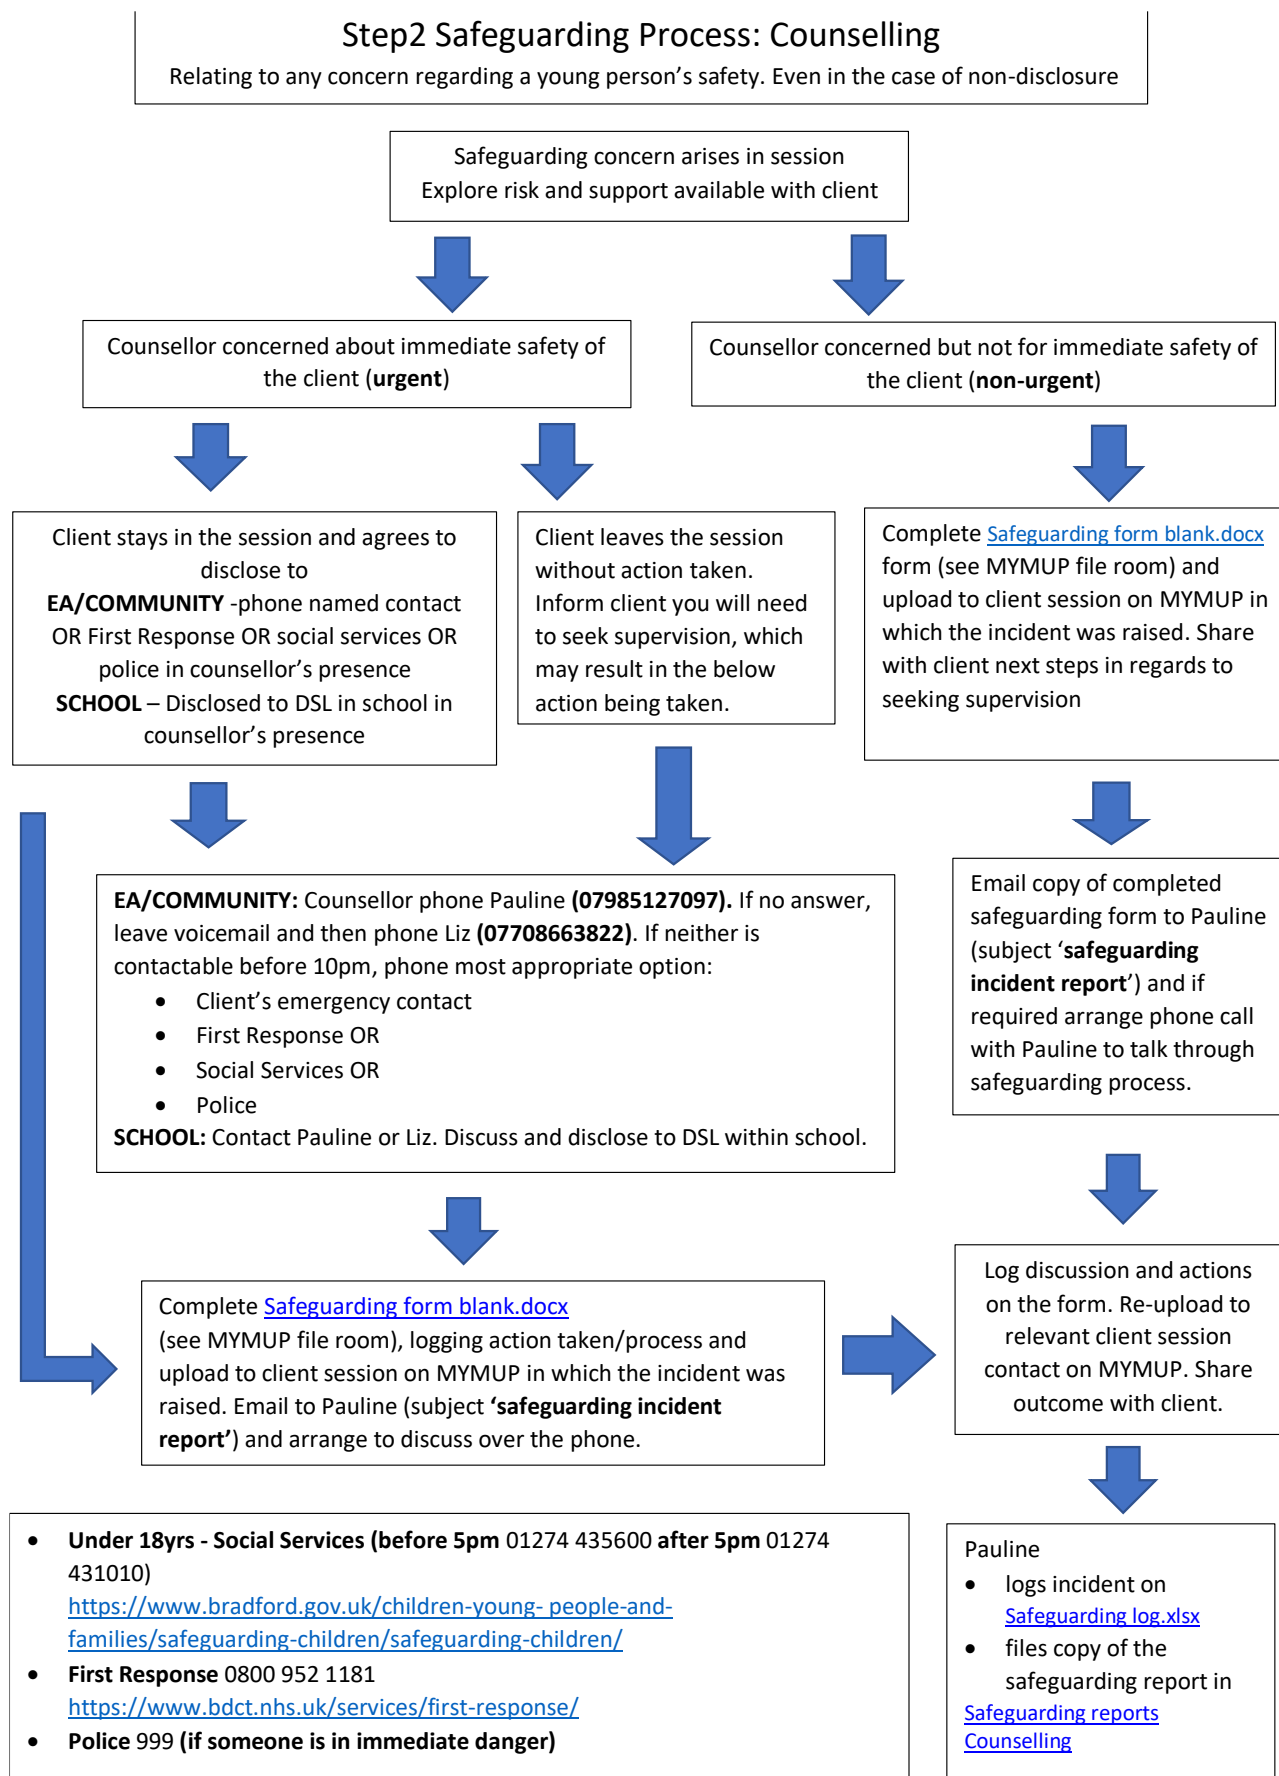 Step2 Safeguarding Process: Counselling
Relating to any concern regarding a young person's safety. Even in the case of non-disclosure
Safeguarding concern arises in session
Explore risk and support available with client
Counsellor concerned about immediate safety of
the client (urgent)
Counsellor concerned but not for immediate safety of
the client (non-urgent)
Client stays in the session and agrees to
disclose to
EA/COMMUNITY -phone named contact
OR First Response OR social services OR
police in counsellor's presence
SCHOOL – Disclosed to DSL in school in
counsellor's presence
Client leaves the session
without action taken.
Inform client you will need
to seek supervision, which
may result in the below
action being taken.
Complete Safeguarding form blank.docx
form (see MYMUP file room) and
upload to client session on MYMUP in
which the incident was raised. Share
with client next steps in regards to
seeking supervision
EA/COMMUNITY: Counsellor phone Pauline (07985127097). If no answer,
leave voicemail and then phone Liz (07708663822). If neither is
contactable before 10pm, phone most appropriate option:
• Client's emergency contact
• First Response OR
• Social Services OR
• Police
SCHOOL: Contact Pauline or Liz. Discuss and disclose to DSL within school.
Email copy of completed
safeguarding form to Pauline
(subject 'safeguarding
incident report') and if
required arrange phone call
with Pauline to talk through
safeguarding process.
Complete Safeguarding form blank.docx
(see MYMUP file room), logging action taken/process and
upload to client session on MYMUP in which the incident was
raised. Email to Pauline (subject 'safeguarding incident
report') and arrange to discuss over the phone.
Log discussion and actions
on the form. Re-upload to
relevant client session
contact on MYMUP. Share
outcome with client.
• Under 18yrs - Social Services (before 5pm 01274 435600 after 5pm 01274
431010)
https://www.bradford.gov.uk/children-young- people-and-
families/safeguarding-children/safeguarding-children/
• First Response 0800 952 1181
https://www.bdct.nhs.uk/services/first-response/
• Police 999 (if someone is in immediate danger)
Pauline
• logs incident on
Safeguarding log.xlsx
• files copy of the
safeguarding report in
Safeguarding reports
Counselling